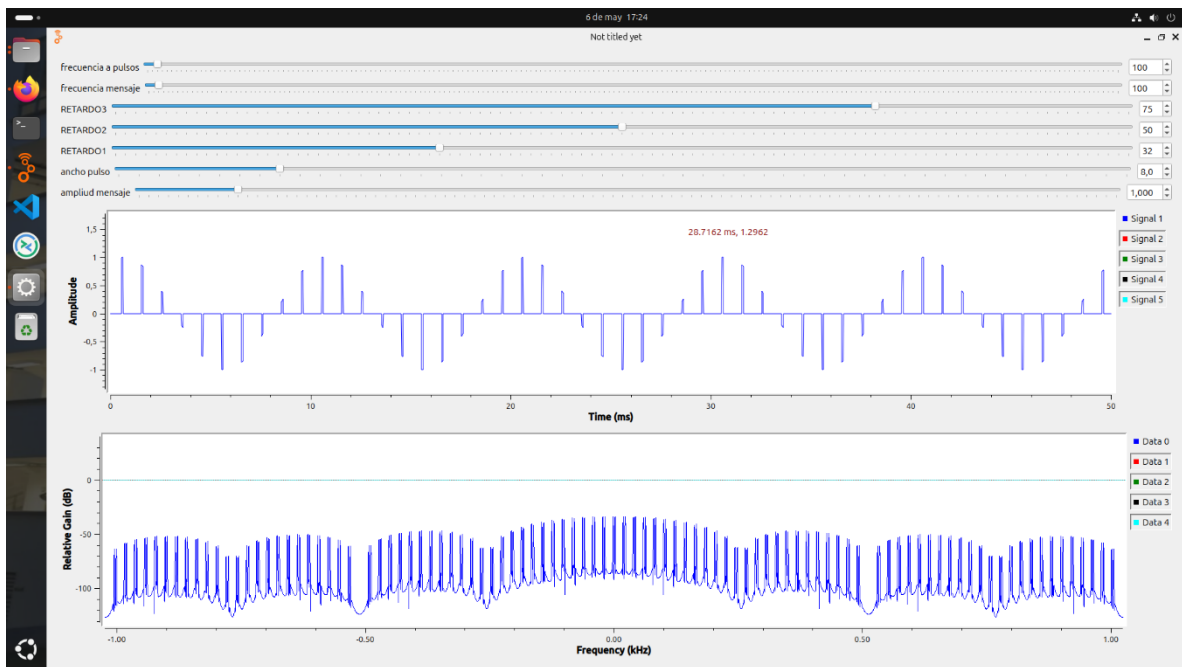 6 de may 17:24
Not titled yet
frecuencia a pulsos 100
frecuencia mensaje 100
RETARDO3 75
RETARDO2 50
RETARDO1 32
ancho pulso 8,0
ampliud mensaje 1,000
Amplitude
1,5
1
0,5
0
-0,5
-1
28.7162 ms, 1.2962
Signal 1
Signal 2
Signal 3
Signal 4
Signal 5
0 10 20 30 40 50
Time (ms)
Relative Gain (dB)
0
-50
-100
Data 0
Data 1
Data 2
Data 3
Data 4
-1.00 -0.50 0.00 0.50 1.00
Frequency (kHz)